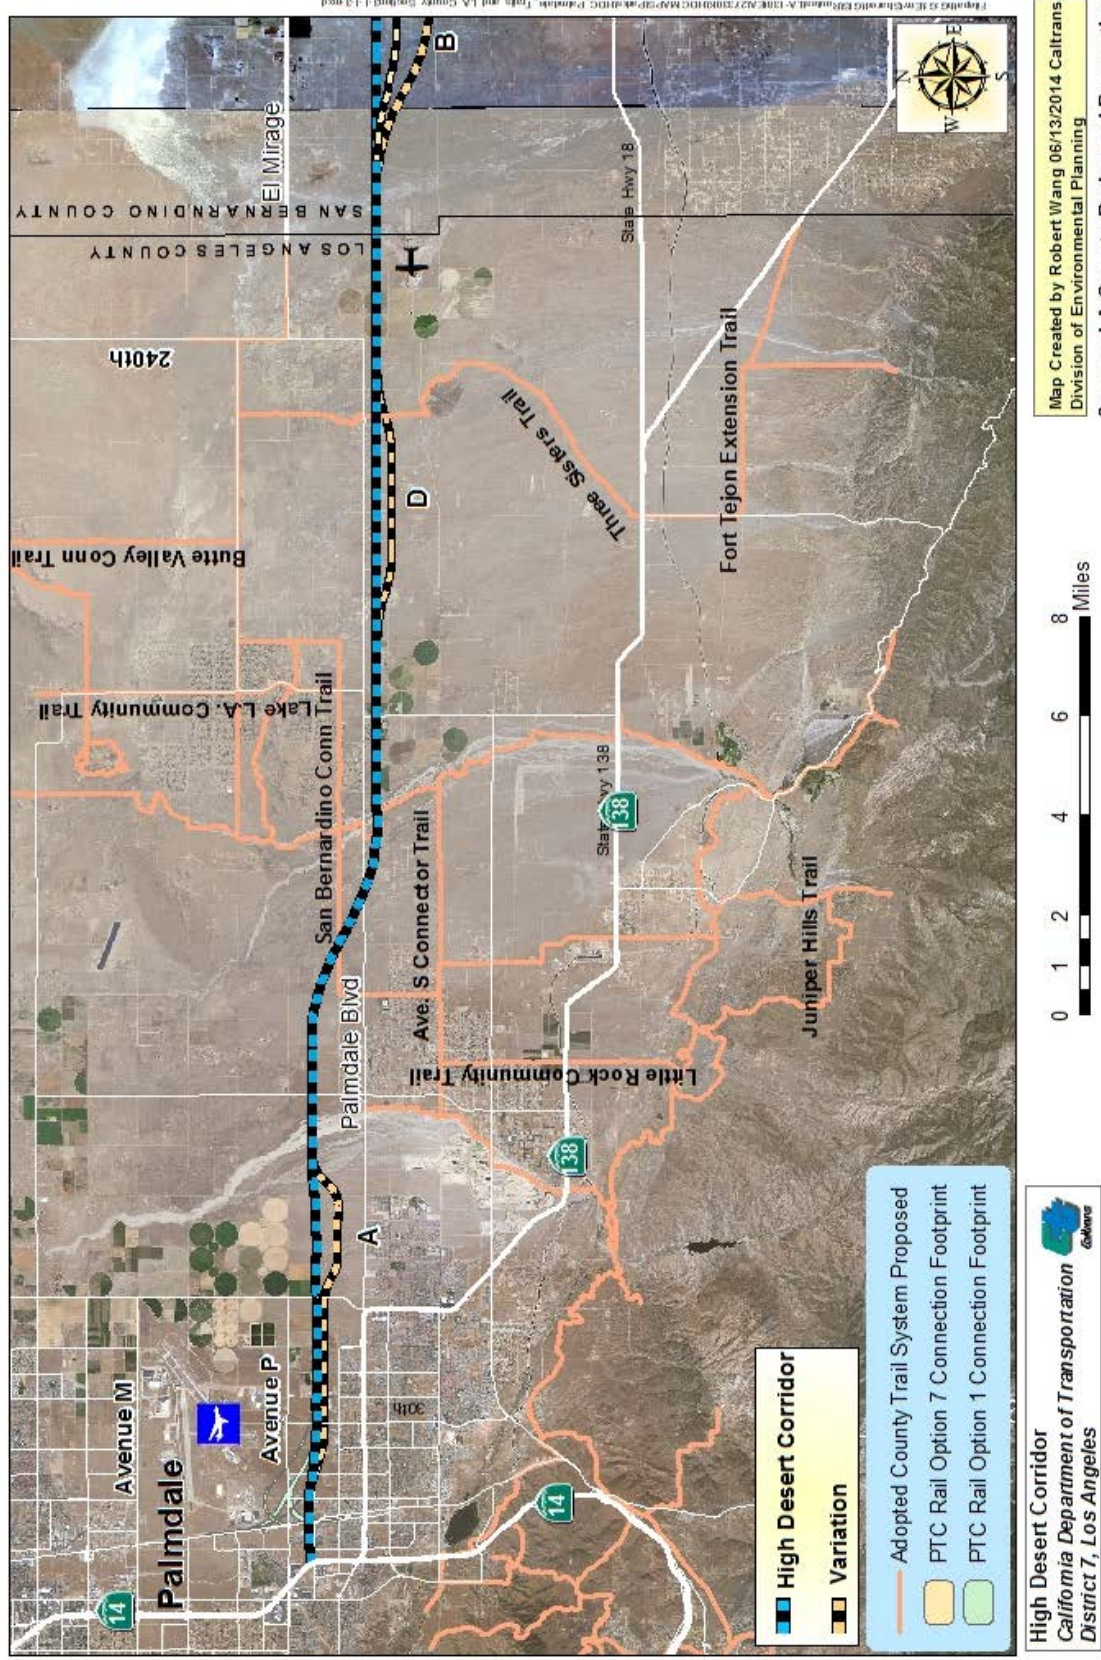 14
Palmdale
Avenue M
Avenue P
30th
A
14
138
Palmdale Blvd
Little Rock Community Trail
Ave. S Connector Trail
San Bernardino Conn Trail
Juniper Hills Trail
138
State
wy 138
Lake L.A. Community Trail
Butte Valley Conn Trail
D
Three Sisters Trail
Fort Tejon Extension Trail
240th
LOS ANGELES COUNTY
SAN BERNARNDINO COUNTY
El Mirage
State Hwy 18
B
N
E
S
W
High Desert Corridor
Variation
Adopted County Trail System Proposed
PTC Rail Option 7 Connection Footprint
PTC Rail Option 1 Connection Footprint
High Desert Corridor
California Department of Transportation
District 7, Los Angeles
Caltrans
0 1 2 4 6 8
Miles
Map Created by Robert Wang 06/13/2014 Caltrans
Division of Environmental Planning